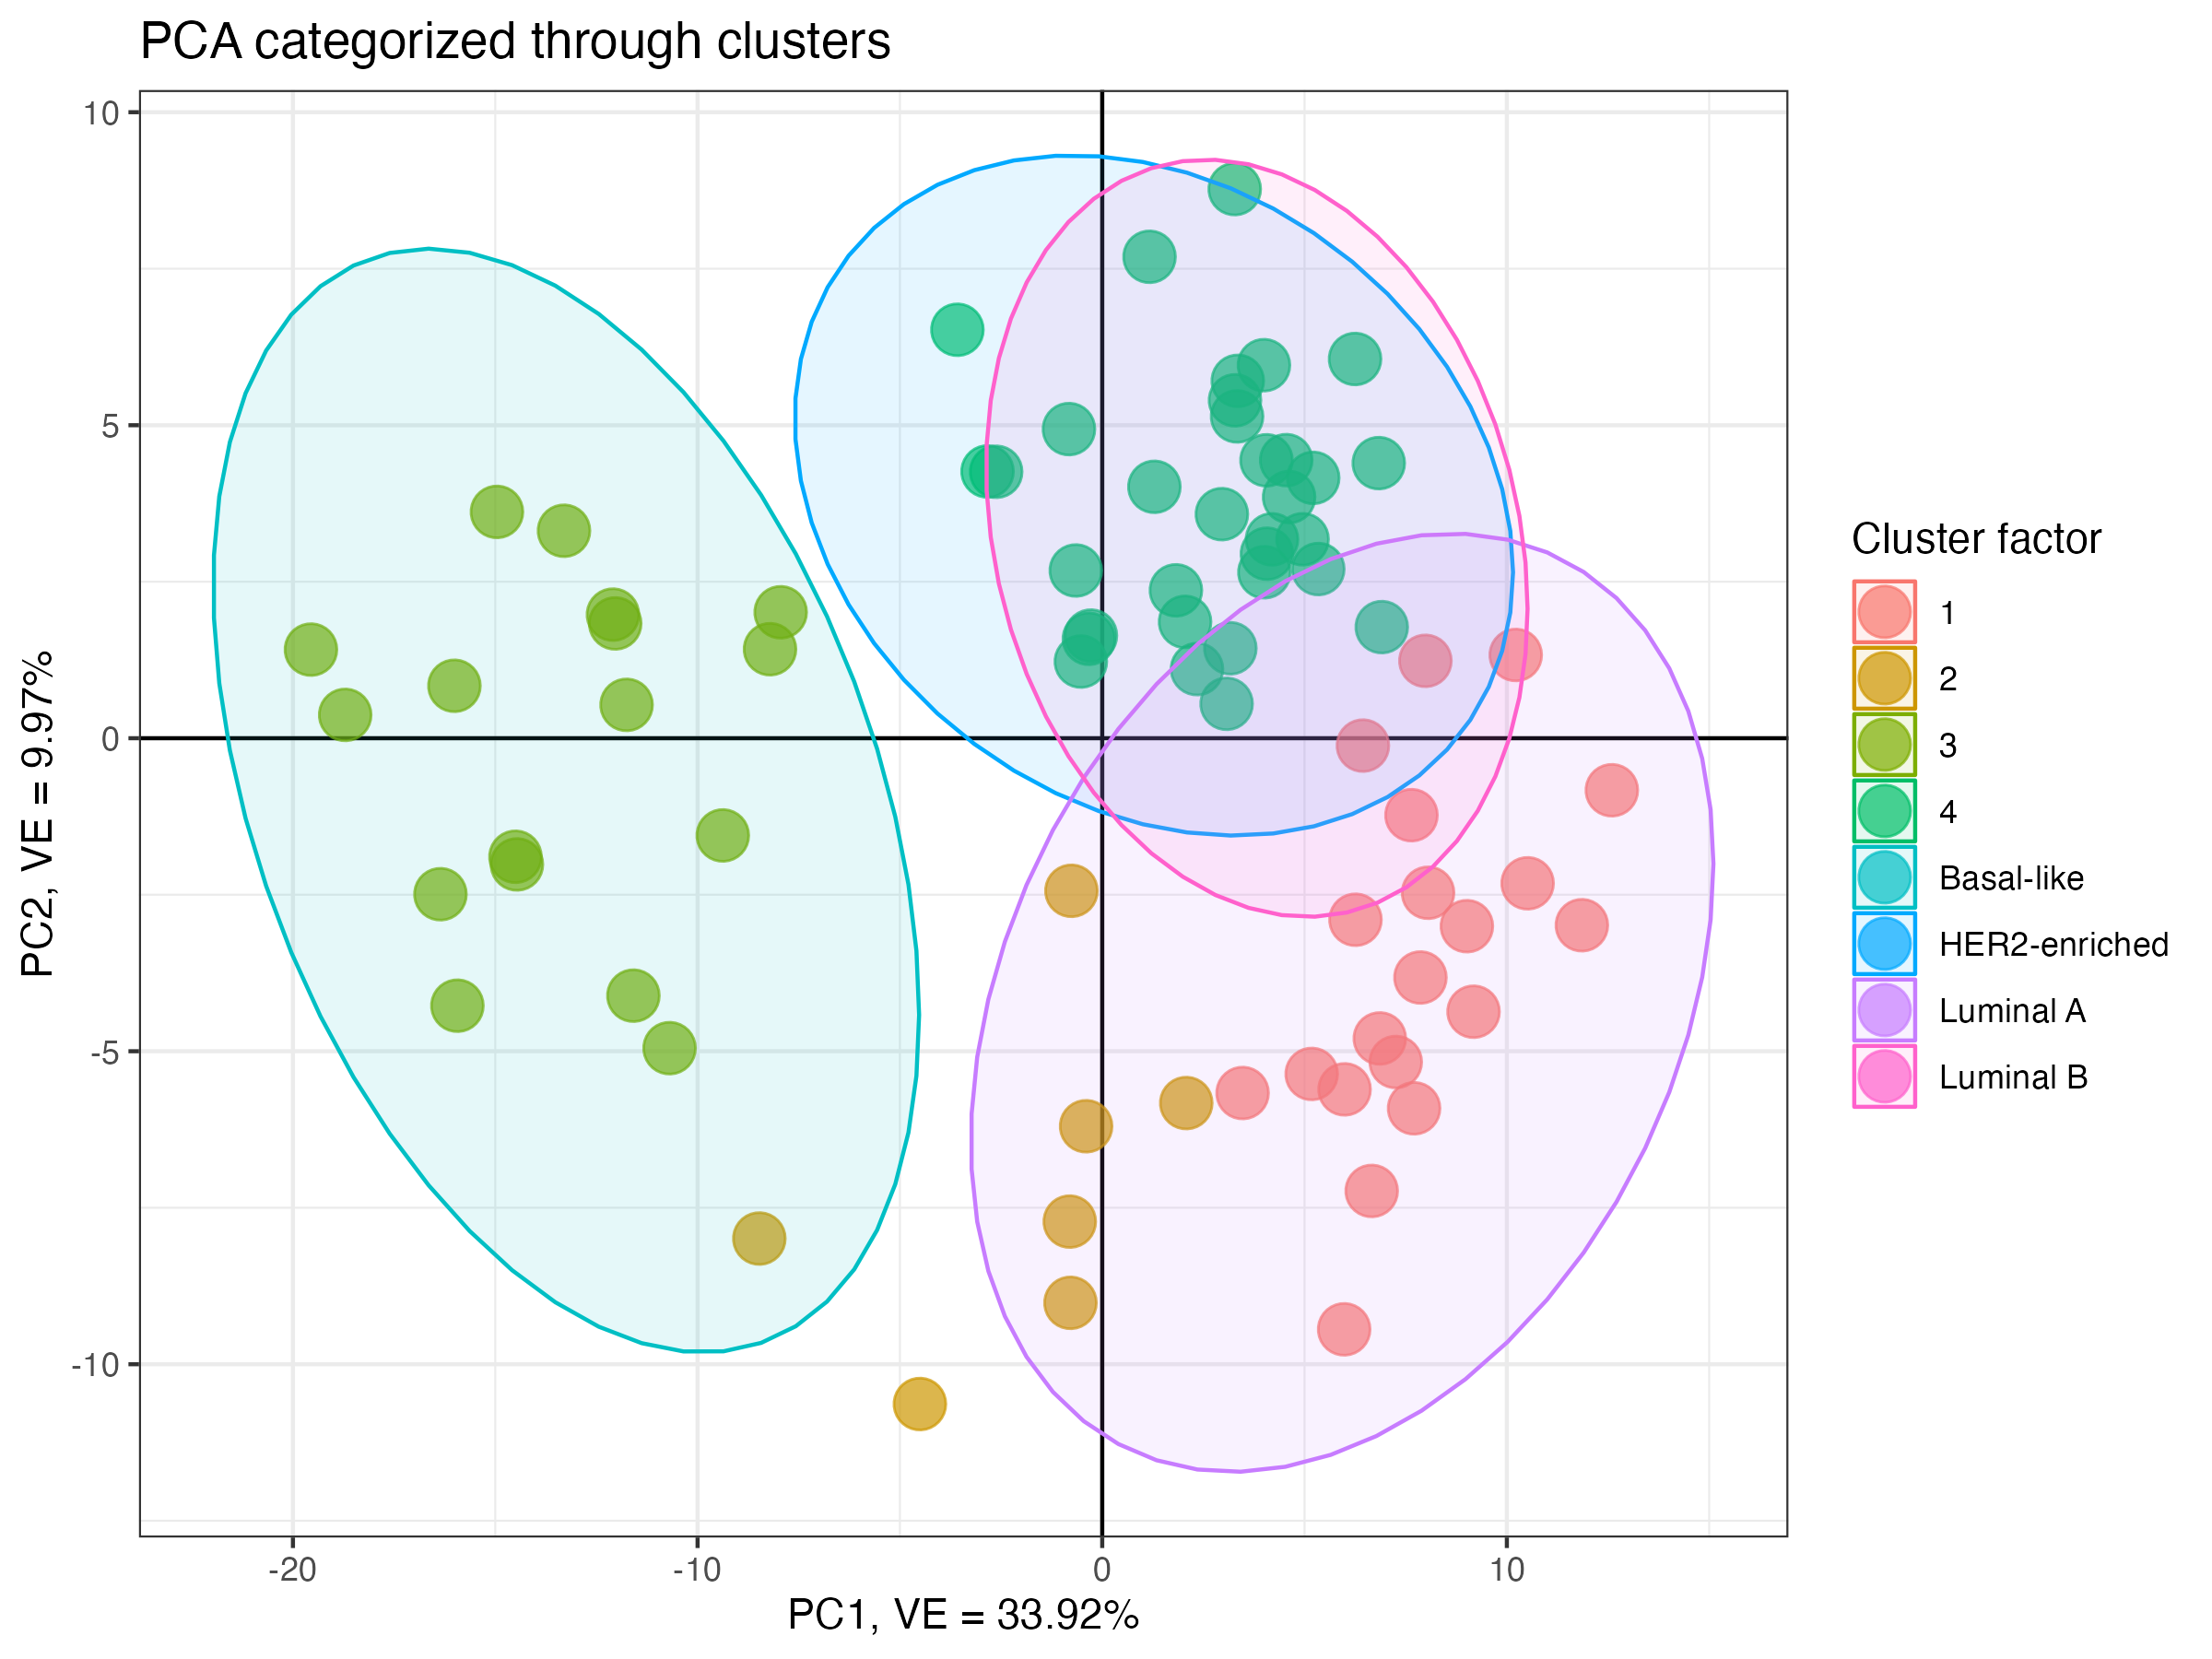 PCA categorized through clusters
10
5
0
-5
-10
PC2, VE = 9.97%
-20
-10
0
10
PC1, VE = 33.92%
Cluster factor
1
2
3
4
Basal-like
HER2-enriched
Luminal A
Luminal B